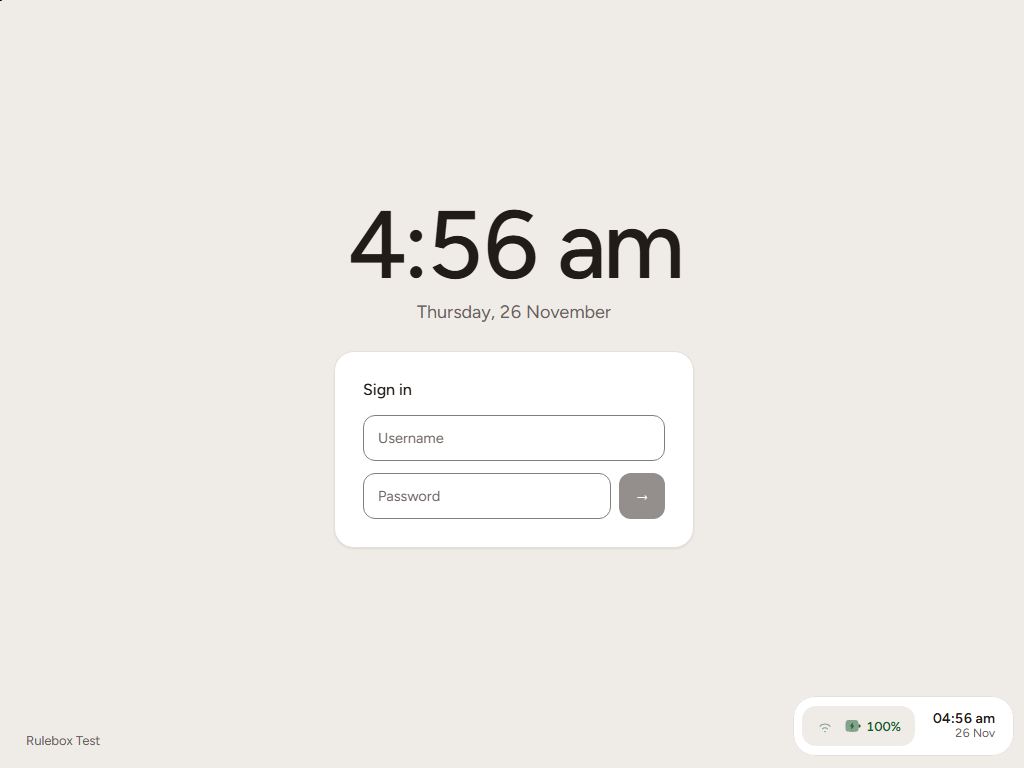 4:56 am
Thursday, 26 November
Sign in
Username
Password
→
Rulebox Test
100%
04:56 am
26 Nov